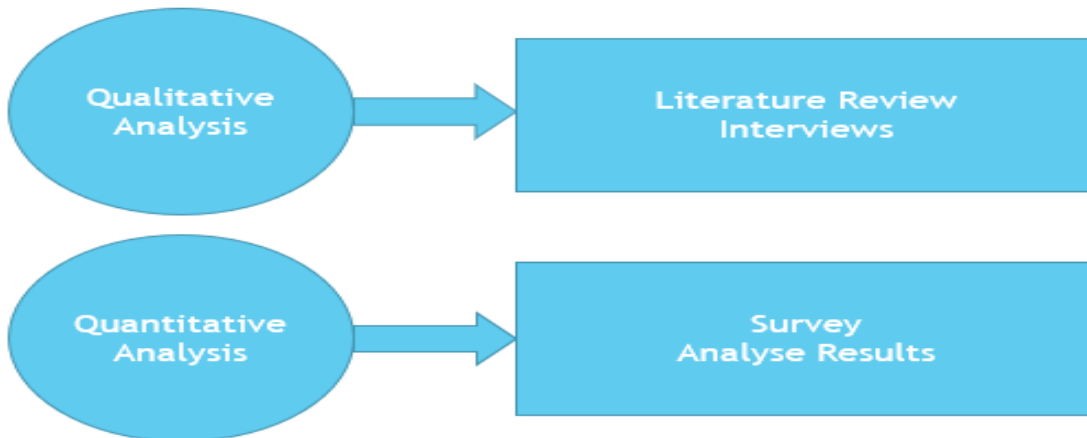 Qualitative
Analysis
Literature Review
Interviews
Quantitative
Analysis
Survey
Analyse Results